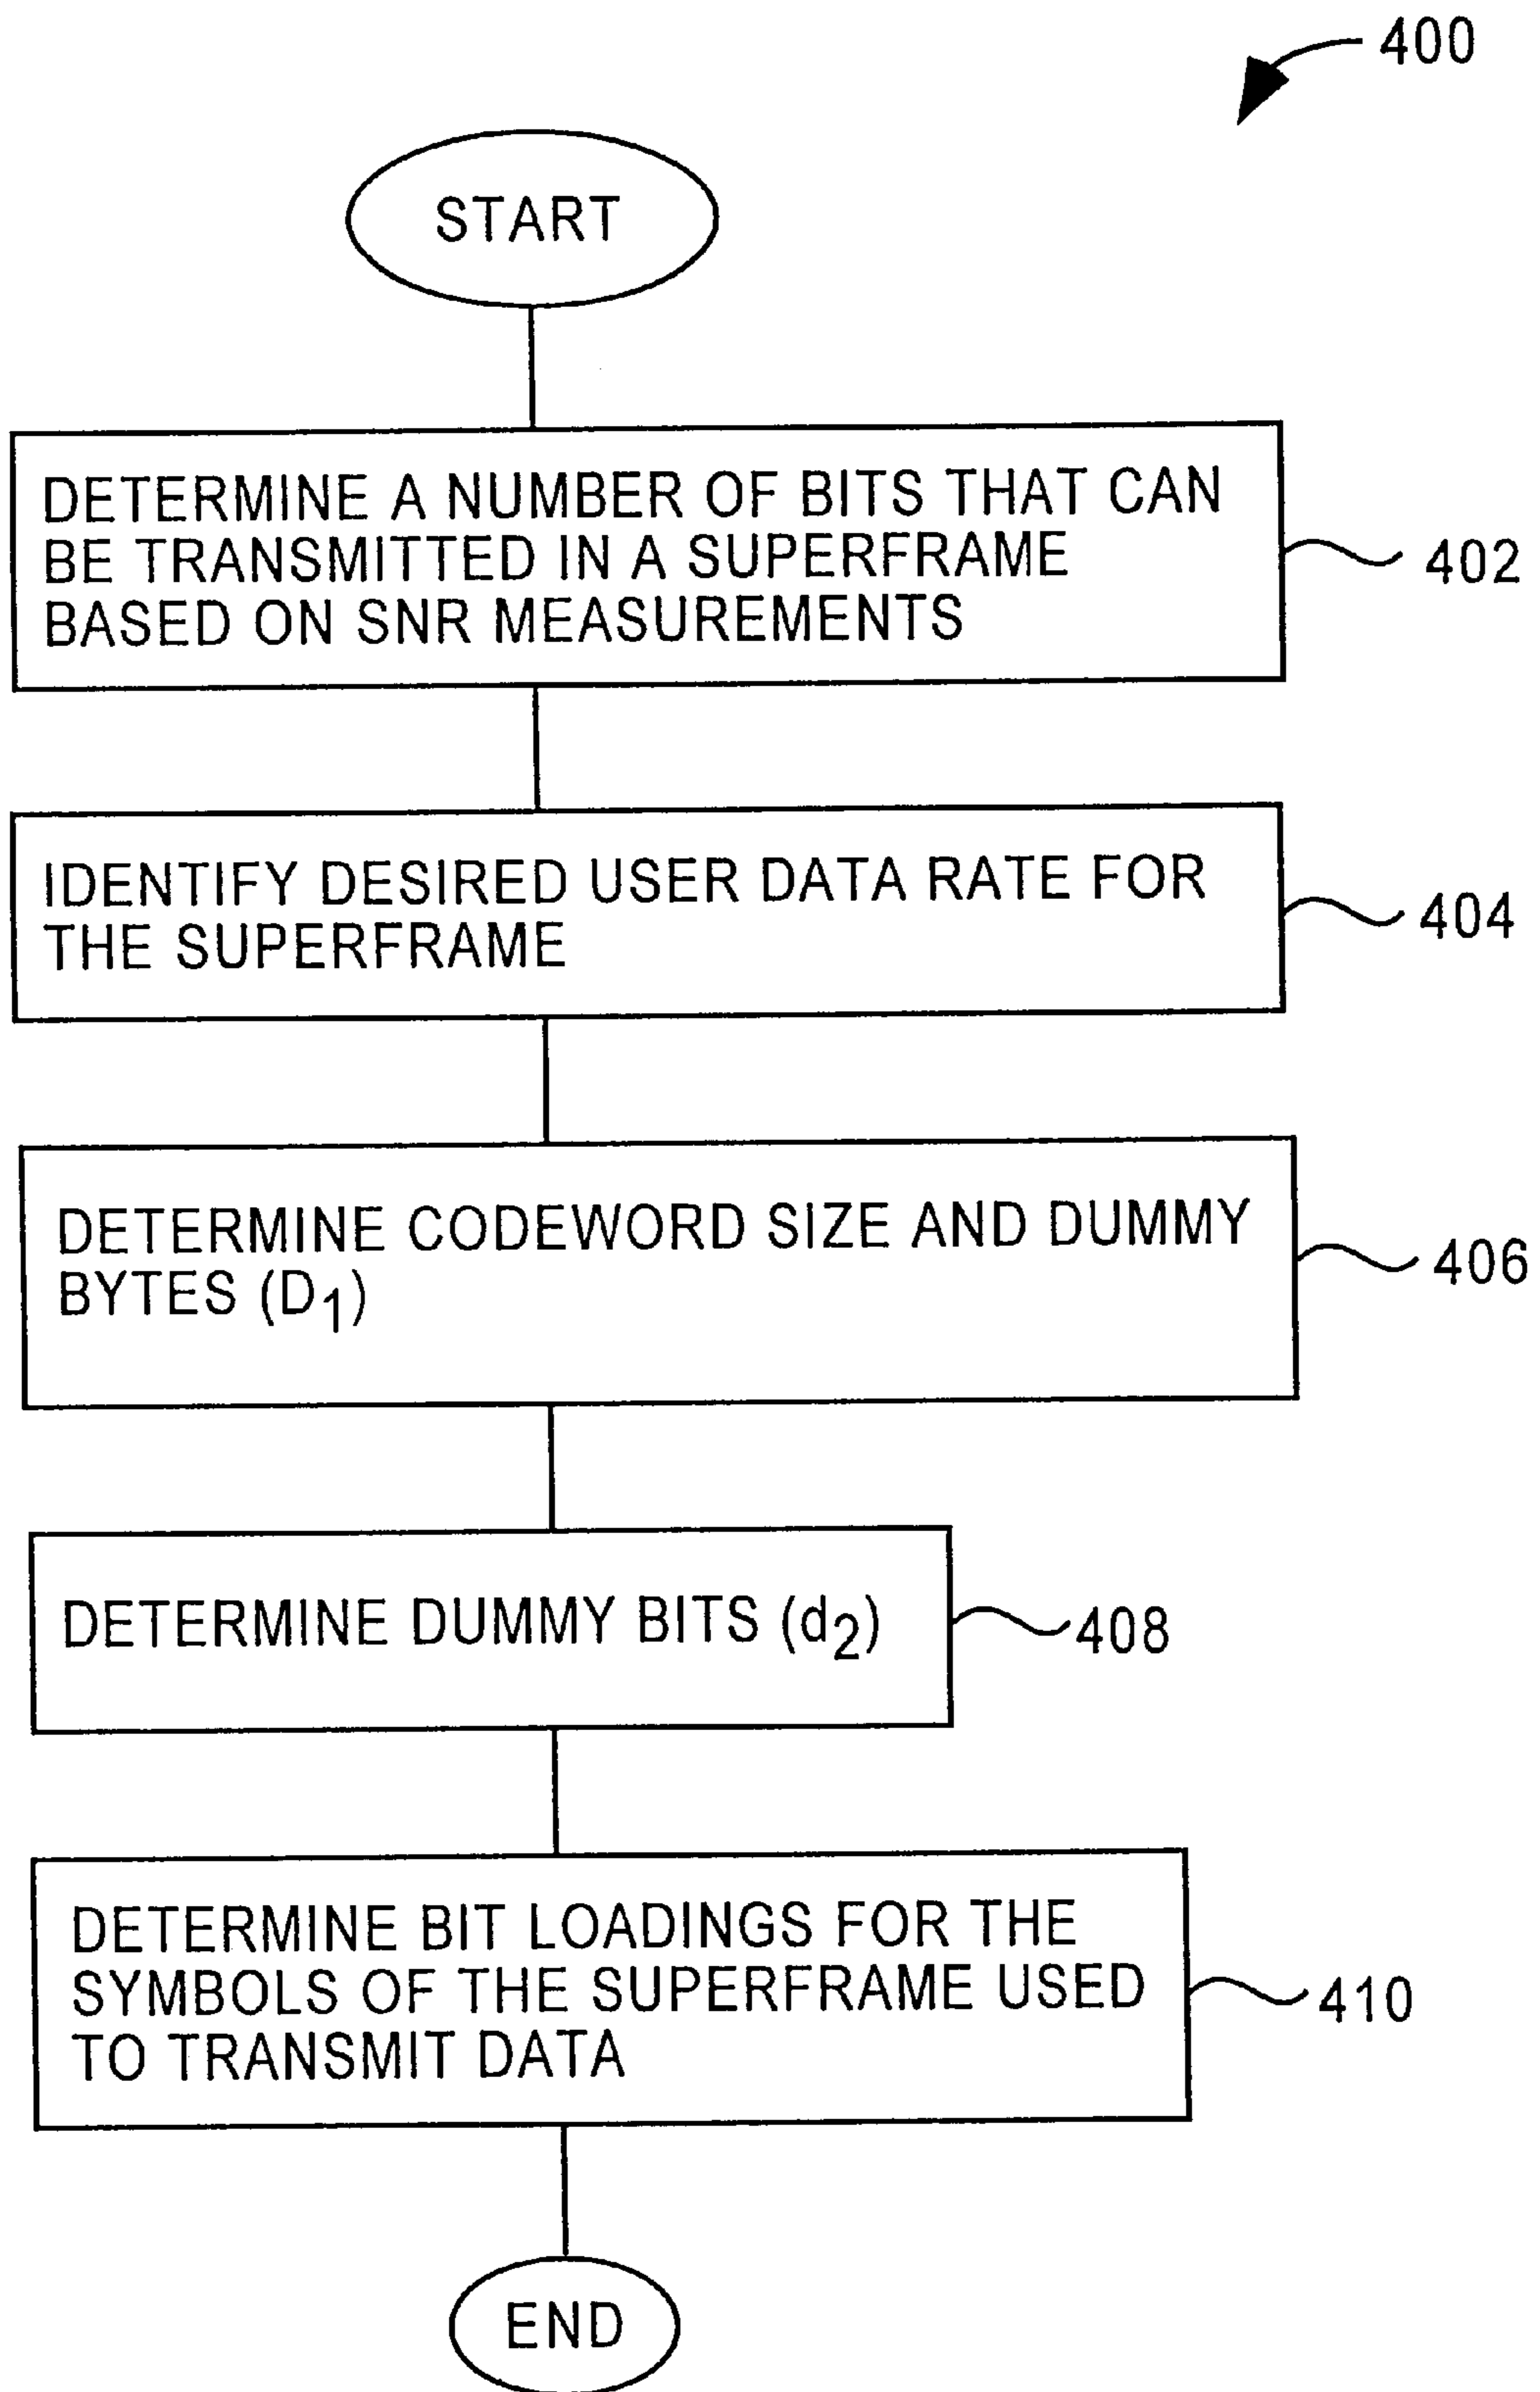 400
START
DETERMINE A NUMBER OF BITS THAT CAN
BE TRANSMITTED IN A SUPERFRAME
BASED ON SNR MEASUREMENTS
402
IDENTIFY DESIRED USER DATA RATE FOR
THE SUPERFRAME
404
DETERMINE CODEWORD SIZE AND DUMMY
BYTES (D1)
406
DETERMINE DUMMY BITS (d2)
408
DETERMINE BIT LOADINGS FOR THE
SYMBOLS OF THE SUPERFRAME USED
TO TRANSMIT DATA
410
END